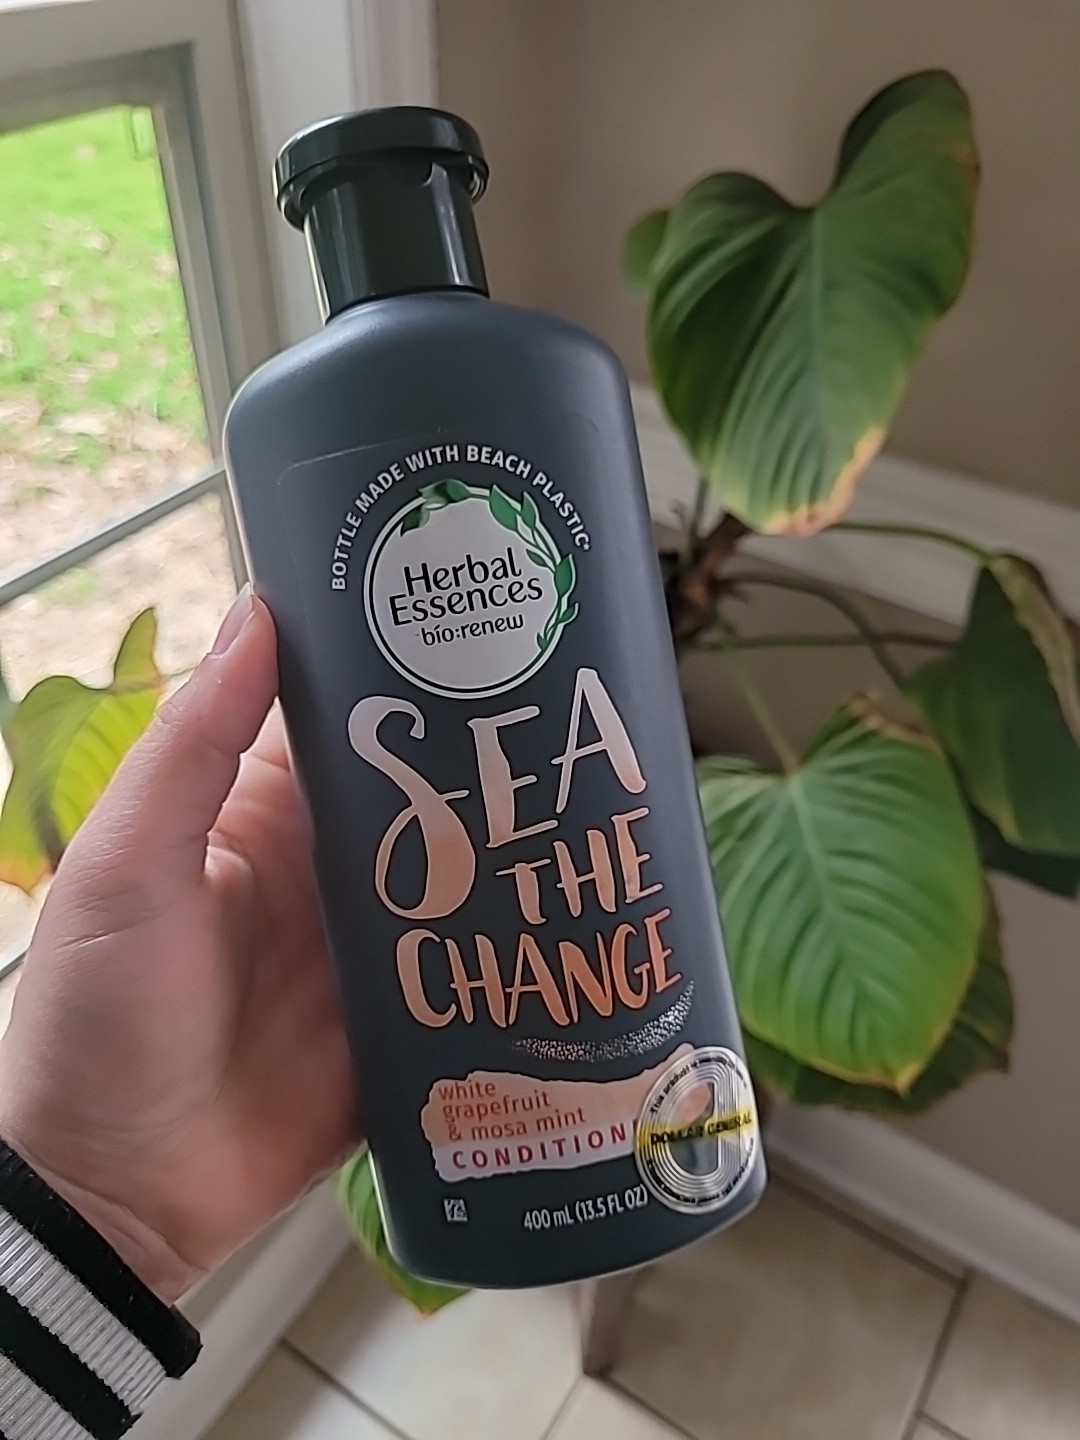 BOTTLE MADE WITH BEACH PLASTIC*
Herbal
Essences
bío:renew
SEA
THE
CHANGE
white
grapefruit
& mosa mint
CONDITION
400 mL (13.5 FL OZ)
DOLLAR GENERAL